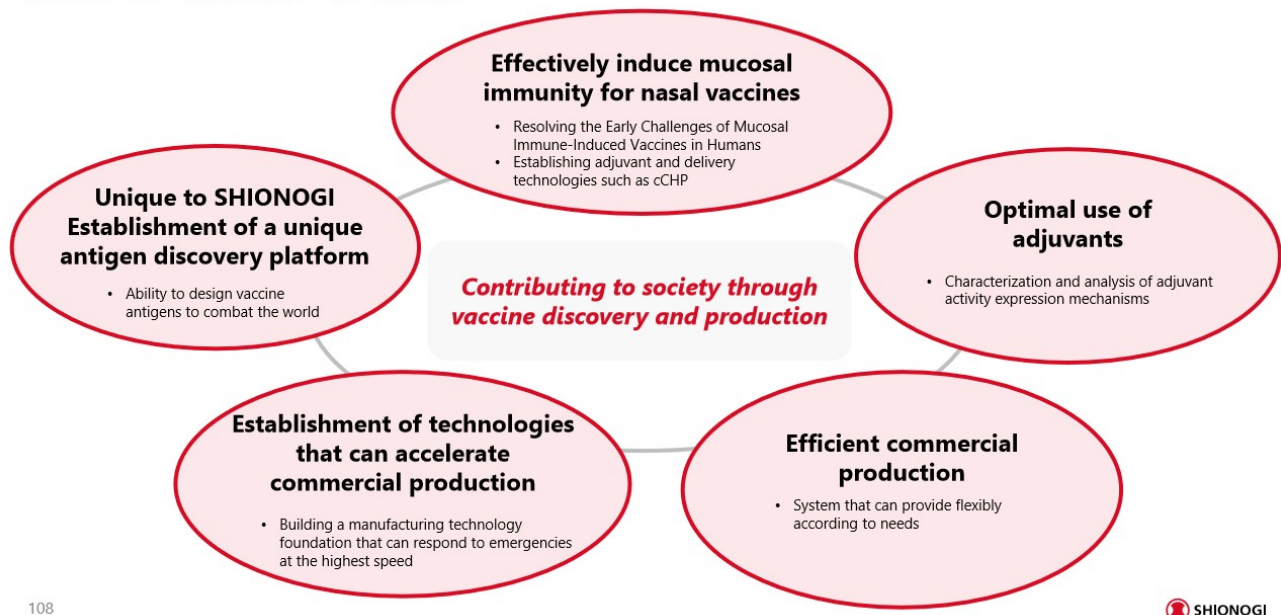 Effectively induce mucosal
immunity for nasal vaccines
• Resolving the Early Challenges of Mucosal
Immune-Induced Vaccines in Humans
• Establishing adjuvant and delivery
technologies such as cCHP
Unique to SHIONOGI
Establishment of a unique
antigen discovery platform
• Ability to design vaccine
antigens to combat the world
Optimal use of
adjuvants
• Characterization and analysis of adjuvant
activity expression mechanisms
Contributing to society through
vaccine discovery and production
Establishment of technologies
that can accelerate
commercial production
• Building a manufacturing technology
foundation that can respond to emergencies
at the highest speed
Efficient commercial
production
• System that can provide flexibly
according to needs
108
SHIONOGI